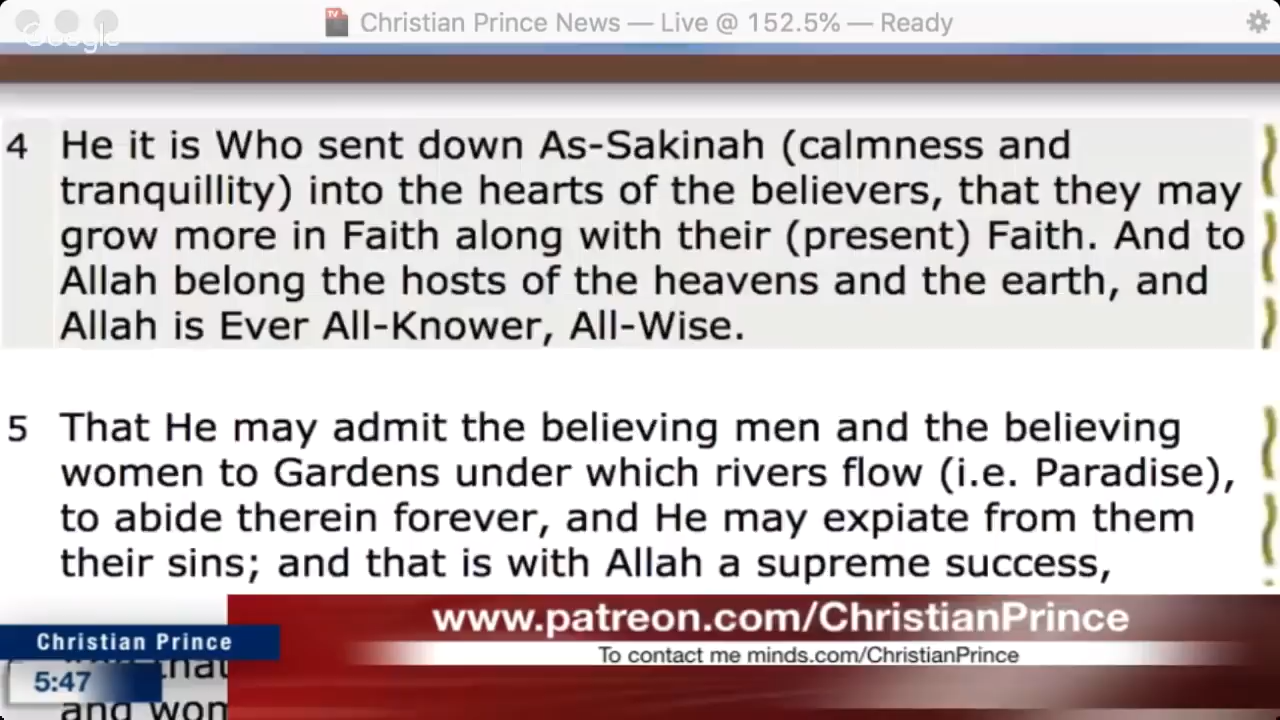 Christian Prince News — Live @ 152.5% — Ready
Google
4 He it is Who sent down As-Sakinah (calmness and
tranquillity) into the hearts of the believers, that they may
grow more in Faith along with their (present) Faith. And to
Allah belong the hosts of the heavens and the earth, and
Allah is Ever All-Knower, All-Wise.
5 That He may admit the believing men and the believing
women to Gardens under which rivers flow (i.e. Paradise),
to abide therein forever, and He may expiate from them
their sins; and that is with Allah a supreme success,
www.patreon.com/ChristianPrince
Christian Prince
To contact me minds.com/ChristianPrince
5:47
and